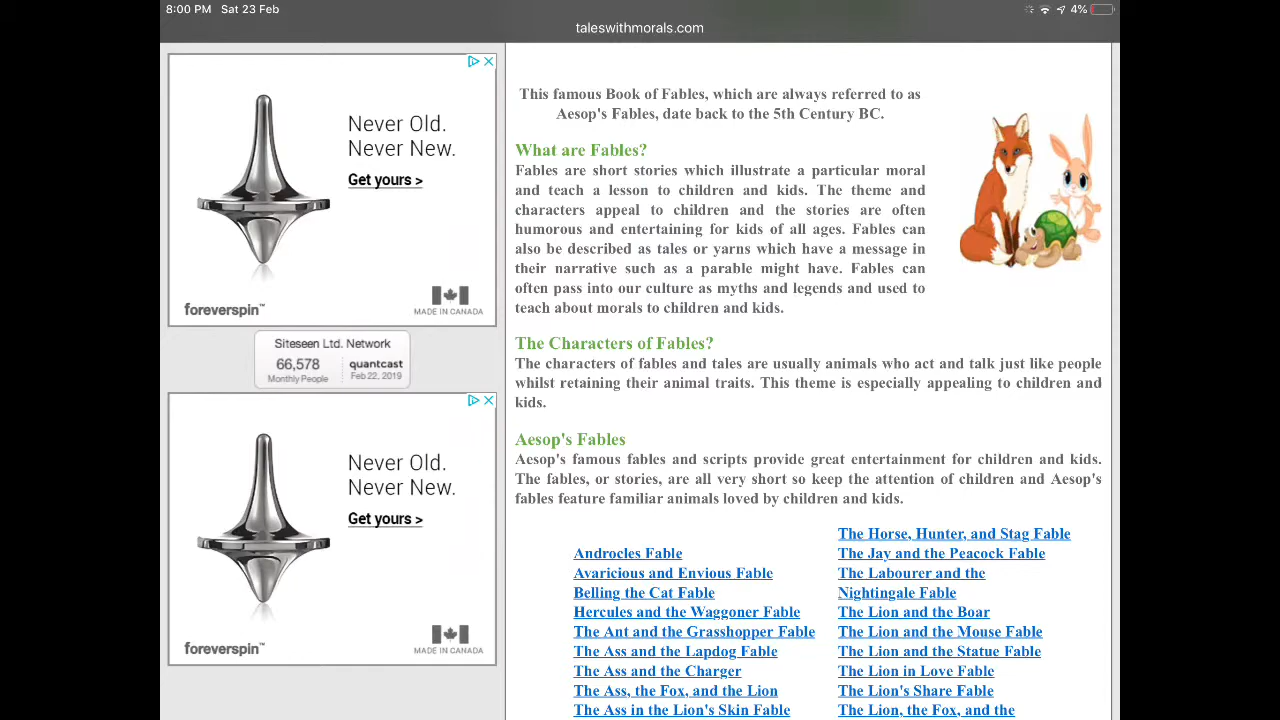 8:00 PM Sat 23 Feb
4%
taleswithmorals.com
Never Old.
Never New.
Get yours >
foreverspin™
MADE IN CANADA
Siteseen Ltd. Network
66,578
Monthly People
quantcast
Feb 22, 2019
Never Old.
Never New.
Get yours >
foreverspin™
MADE IN CANADA
This famous Book of Fables, which are always referred to as
Aesop's Fables, date back to the 5th Century BC.
What are Fables?
Fables are short stories which illustrate a particular moral
and teach a lesson to children and kids. The theme and
characters appeal to children and the stories are often
humorous and entertaining for kids of all ages. Fables can
also be described as tales or yarns which have a message in
their narrative such as a parable might have. Fables can
often pass into our culture as myths and legends and used to
teach about morals to children and kids.
The Characters of Fables?
The characters of fables and tales are usually animals who act and talk just like people
whilst retaining their animal traits. This theme is especially appealing to children and
kids.
Aesop's Fables
Aesop's famous fables and scripts provide great entertainment for children and kids.
The fables, or stories, are all very short so keep the attention of children and Aesop's
fables feature familiar animals loved by children and kids.
Androcles Fable
Avaricious and Envious Fable
Belling the Cat Fable
Hercules and the Waggoner Fable
The Ant and the Grasshopper Fable
The Ass and the Lapdog Fable
The Ass and the Charger
The Ass, the Fox, and the Lion
The Ass in the Lion's Skin Fable
The Horse, Hunter, and Stag Fable
The Jay and the Peacock Fable
The Labourer and the
Nightingale Fable
The Lion and the Boar
The Lion and the Mouse Fable
The Lion and the Statue Fable
The Lion in Love Fable
The Lion's Share Fable
The Lion, the Fox, and the